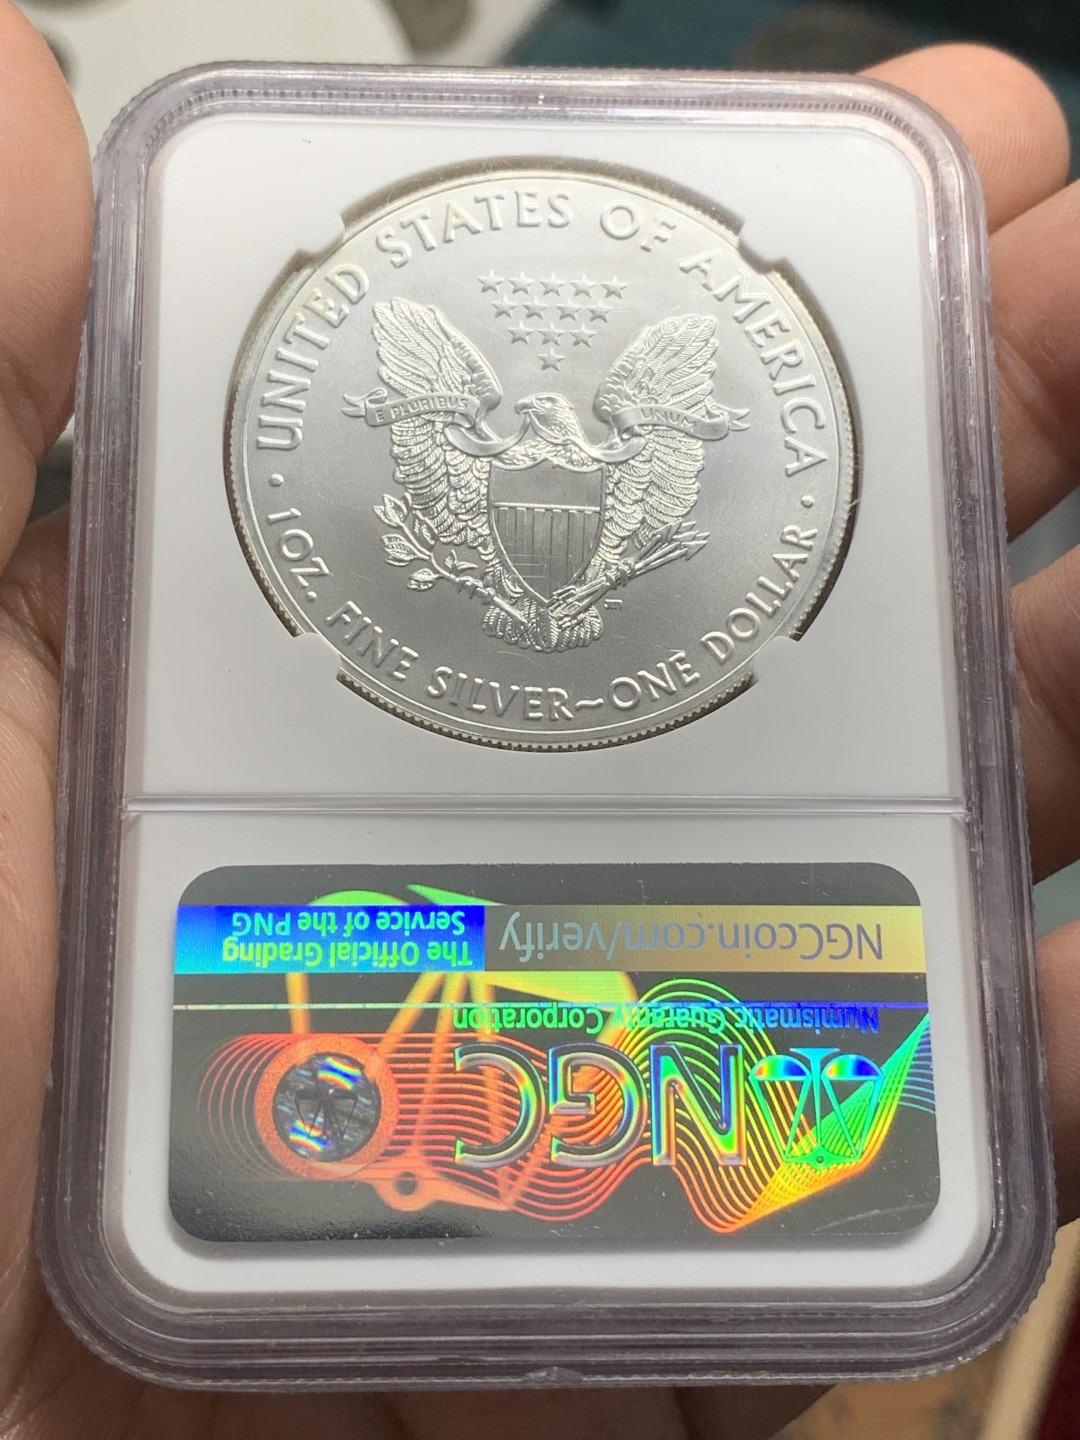 UNITED STATES OF AMERICA
E PLURIBUS
UNUM
1 OZ. FINE SILVER~ONE DOLLAR
NGC
Numismatic Guaranty Corporation
NGCcoin.com/verify
The Official Grading
Service of the PNG